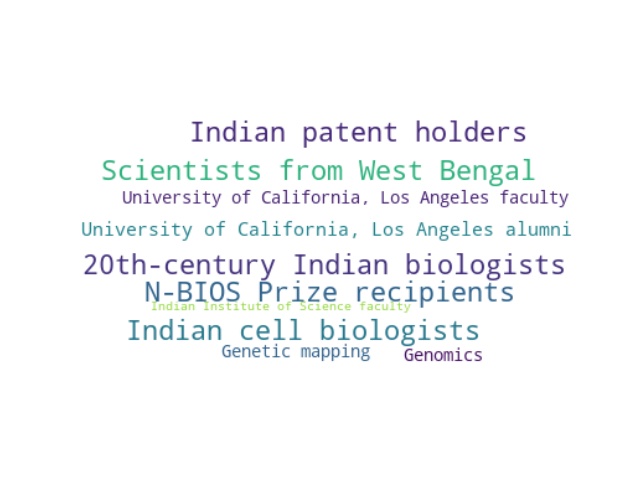 Indian patent holders
Scientists from West Bengal
University of California, Los Angeles faculty
University of California, Los Angeles alumni
20th-century Indian biologists
N-BIOS Prize recipients
Indian Institute of Science faculty
Indian cell biologists
Genetic mapping
Genomics